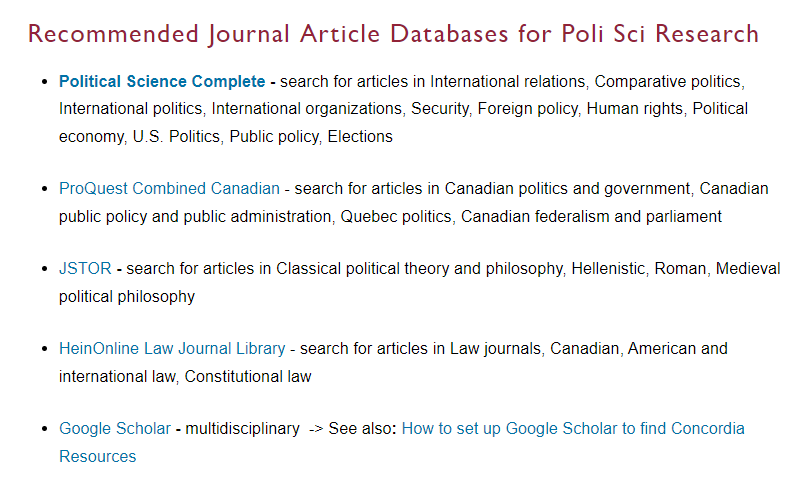 Recommended Journal Article Databases for Poli Sci Research
• Political Science Complete - search for articles in International relations, Comparative politics,
International politics, International organizations, Security, Foreign policy, Human rights, Political
economy, U.S. Politics, Public policy, Elections
• ProQuest Combined Canadian - search for articles in Canadian politics and government, Canadian
public policy and public administration, Quebec politics, Canadian federalism and parliament
• JSTOR - search for articles in Classical political theory and philosophy, Hellenistic, Roman, Medieval
political philosophy
• HeinOnline Law Journal Library - search for articles in Law journals, Canadian, American and
international law, Constitutional law
• Google Scholar - multidisciplinary -> See also: How to set up Google Scholar to find Concordia
Resources